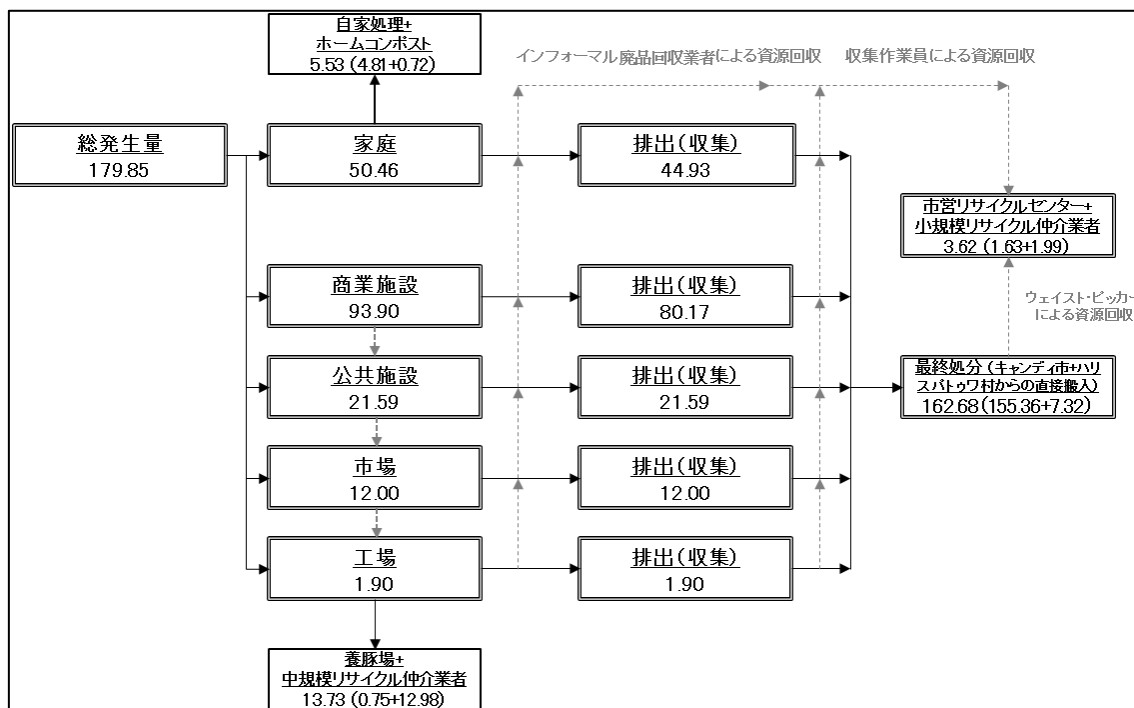 自家処理+
ホームコンポスト
5.53 (4.81+0.72)
インフォーマル廃品回収業者による資源回収
収集作業員による資源回収
総発生量
179.85
家庭
50.46
排出(収集)
44.93
市営リサイクルセンター+
小規模リサイクル仲介業者
3.62 (1.63+1.99)
商業施設
93.90
排出(収集)
80.17
ウェイスト・ピッカー
による資源回収
公共施設
21.59
排出(収集)
21.59
最終処分(キャンディ市+ハリ
スパトゥワ村からの直接搬入)
162.68(155.36+7.32)
市場
12.00
排出(収集)
12.00
工場
1.90
排出(収集)
1.90
養豚場+
中規模リサイクル仲介業者
13.73 (0.75+12.98)